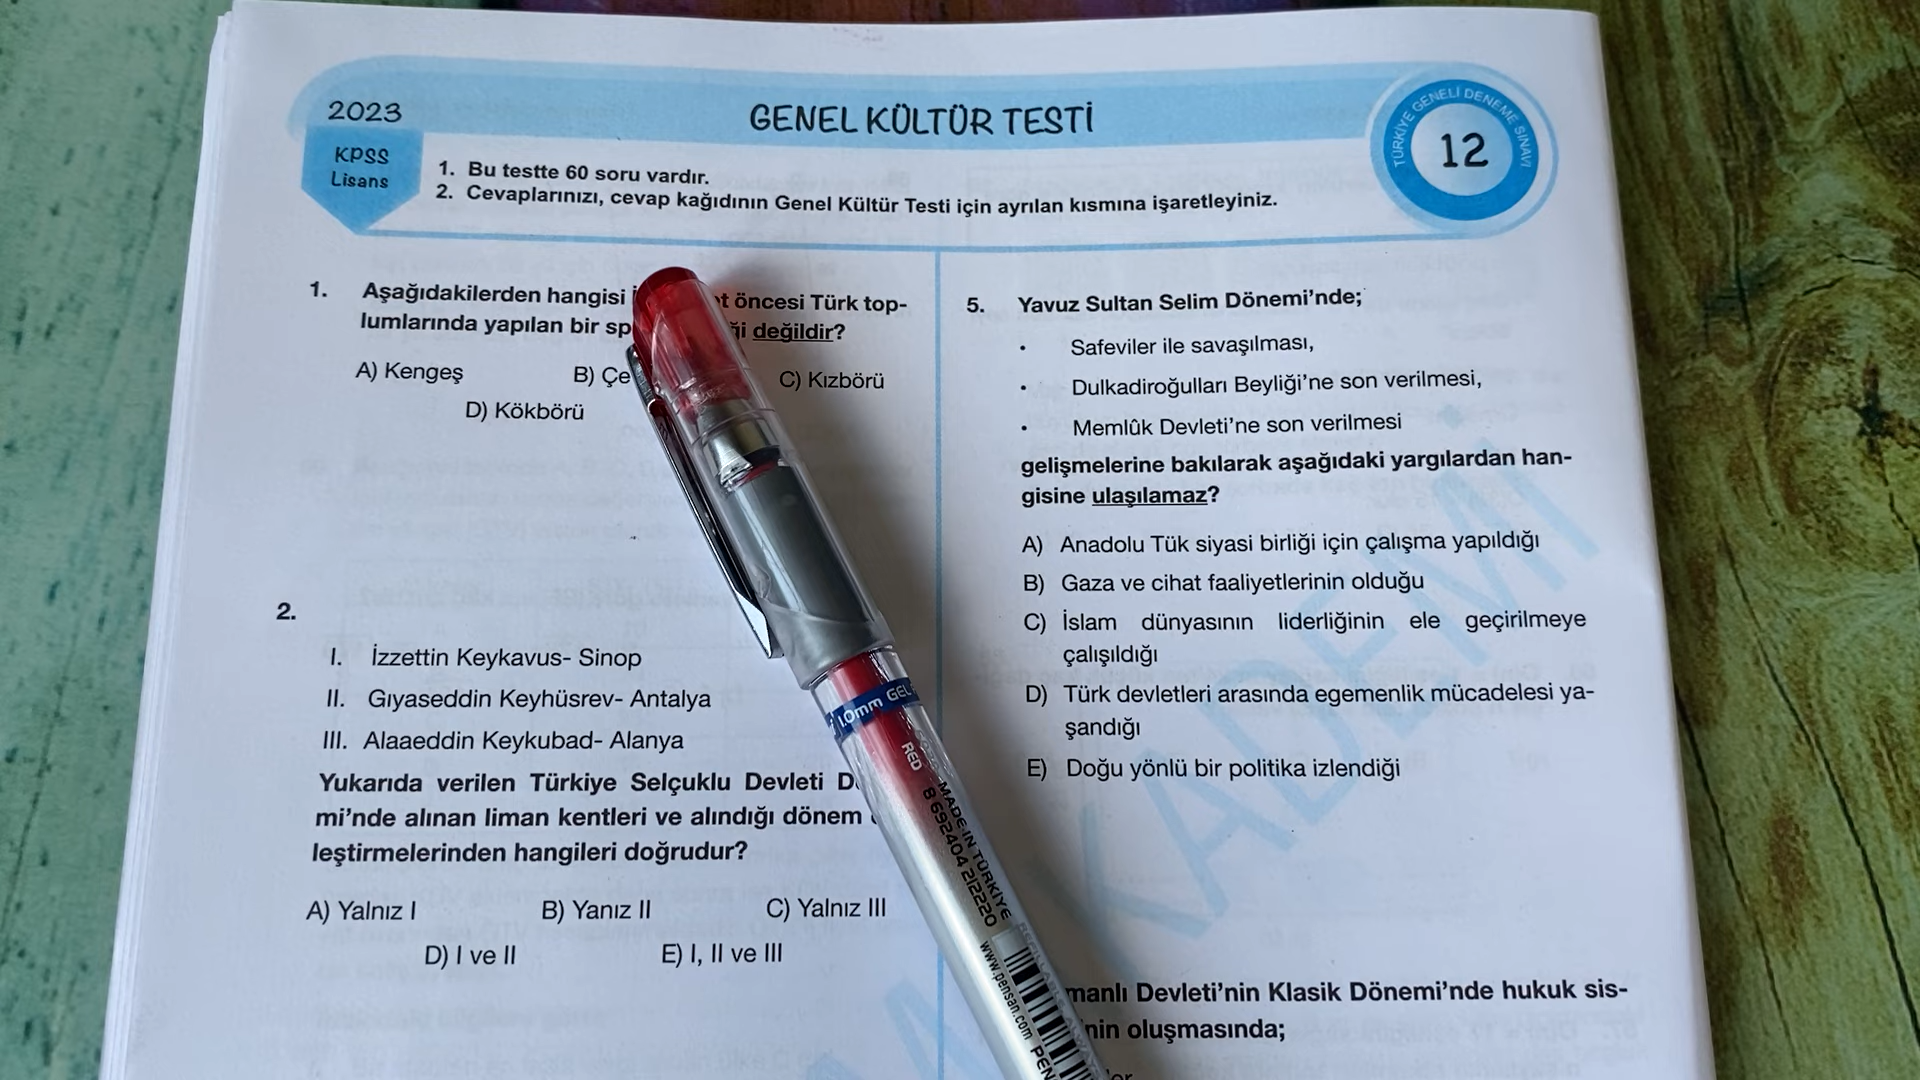 2023
GENEL KÜLTÜR TESTİ
TÜRKİYE GENELİ DENEME SINAVI
12
KPSS
Lisans
1. Bu testte 60 soru vardır.
2. Cevaplarınızı, cevap kağıdının Genel Kültür Testi için ayrılan kısmına işaretleyiniz.
1. Aşağıdakilerden hangisi öncesi Türk top-
lumlarında yapılan bir değildir?
A) Kengeş B) C) Kızbörü
D) Kökbörü
2.
I. İzzettin Keykavus- Sinop
II. Gıyaseddin Keyhüsrev- Antalya
III. Alaaeddin Keykubad- Alanya
Yukarıda verilen Türkiye Selçuklu Devleti
mi’nde alınan liman kentleri ve alındığı dönem
leştirmelerinden hangileri doğrudur?
A) Yalnız I B) Yanız II C) Yalnız III
D) I ve II E) I, II ve III
5. Yavuz Sultan Selim Dönemi’nde;
• Safeviler ile savaşılması,
• Dulkadiroğulları Beyliği’ne son verilmesi,
• Memlûk Devleti’ne son verilmesi
gelişmelerine bakılarak aşağıdaki yargılardan han-
gisine ulaşılamaz?
A) Anadolu Tük siyasi birliği için çalışma yapıldığı
B) Gaza ve cihat faaliyetlerinin olduğu
C) İslam dünyasının liderliğinin ele geçirilmeye
çalışıldığı
D) Türk devletleri arasında egemenlik mücadelesi ya-
şandığı
E) Doğu yönlü bir politika izlendiği
manlı Devleti’nin Klasik Dönemi’nde hukuk sis-
nin oluşmasında;
1.0mm GEL
RED
MADE IN TÜRKİYE
8 692404 212220
www.pensan.com
KADEMİ